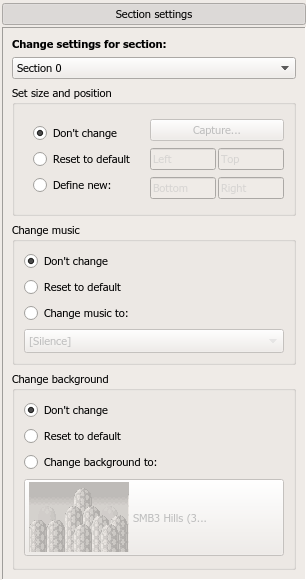 Section settings
Change settings for section:
Section 0
Set size and position
Don't change
Capture...
Reset to default
Left
Top
Define new:
Bottom
Right
Change music
Don't change
Reset to default
Change music to:
[Silence]
Change background
Don't change
Reset to default
Change background to:
SMB3 Hills (3...